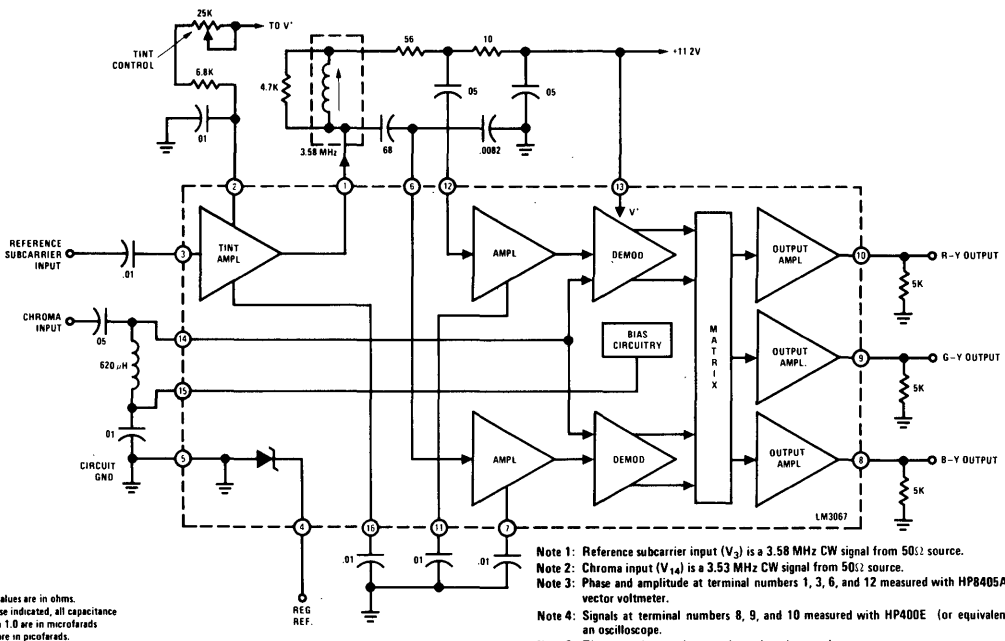 25K
TO V+
TINT
CONTROL
6.8K
01
56
10
+11 2V
4.7K
05
05
3.58 MHz
68
.0082
2
1
6
12
13
V+
REFERENCE
SUBCARRIER
INPUT
.01
3
TINT
AMPL
AMPL
DEMOD
OUTPUT
AMPL
10
R-Y OUTPUT
5K
CHROMA
INPUT
05
14
620 μH
15
BIAS
CIRCUITRY
MATRIX
OUTPUT
AMPL.
9
G-Y OUTPUT
5K
01
CIRCUIT
GND
5
AMPL
DEMOD
OUTPUT
AMPL
8
B-Y OUTPUT
5K
LM3067
4
16
11
7
.01
.01
.01
REG
REF.
Note 1: Reference subcarrier input (V3) is a 3.58 MHz CW signal from 50Ω source.
Note 2: Chroma input (V14) is a 3.53 MHz CW signal from 50Ω source.
Note 3: Phase and amplitude at terminal numbers 1, 3, 6, and 12 measured with HP8405A
vector voltmeter.
Note 4: Signals at terminal numbers 8, 9, and 10 measured with HP400E (or equivalen
an oscilloscope.
alues are in ohms.
se indicated, all capacitance
1.0 are in microfarads
re in picofarads.